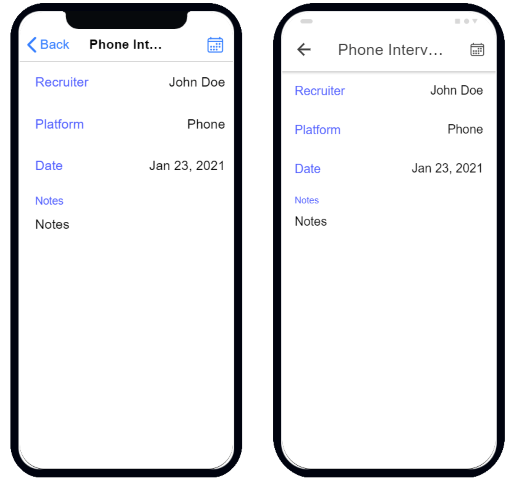 Back Phone Int...
Recruiter John Doe
Platform Phone
Date Jan 23, 2021
Notes
Notes
Phone Interv...
Recruiter John Doe
Platform Phone
Date Jan 23, 2021
Notes
Notes